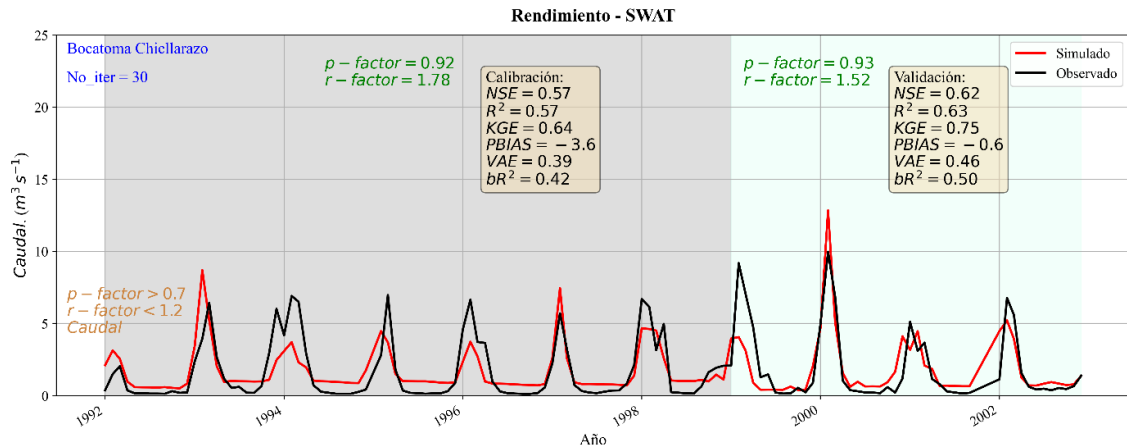 Rendimiento - SWAT
Bocatoma Chicllarazo
No_iter = 30
p − factor = 0.92
r − factor = 1.78
Calibración:
NSE = 0.57
R² = 0.57
KGE = 0.64
PBIAS = −3.6
VAE = 0.39
bR² = 0.42
p − factor = 0.93
r − factor = 1.52
Validación:
NSE = 0.62
R² = 0.63
KGE = 0.75
PBIAS = −0.6
VAE = 0.46
bR² = 0.50
Simulado
Observado
p − factor > 0.7
r − factor < 1.2
Caudal
Caudal. (m³ s⁻¹)
25
20
15
10
5
0
1992
1994
1996
1998
2000
2002
Año